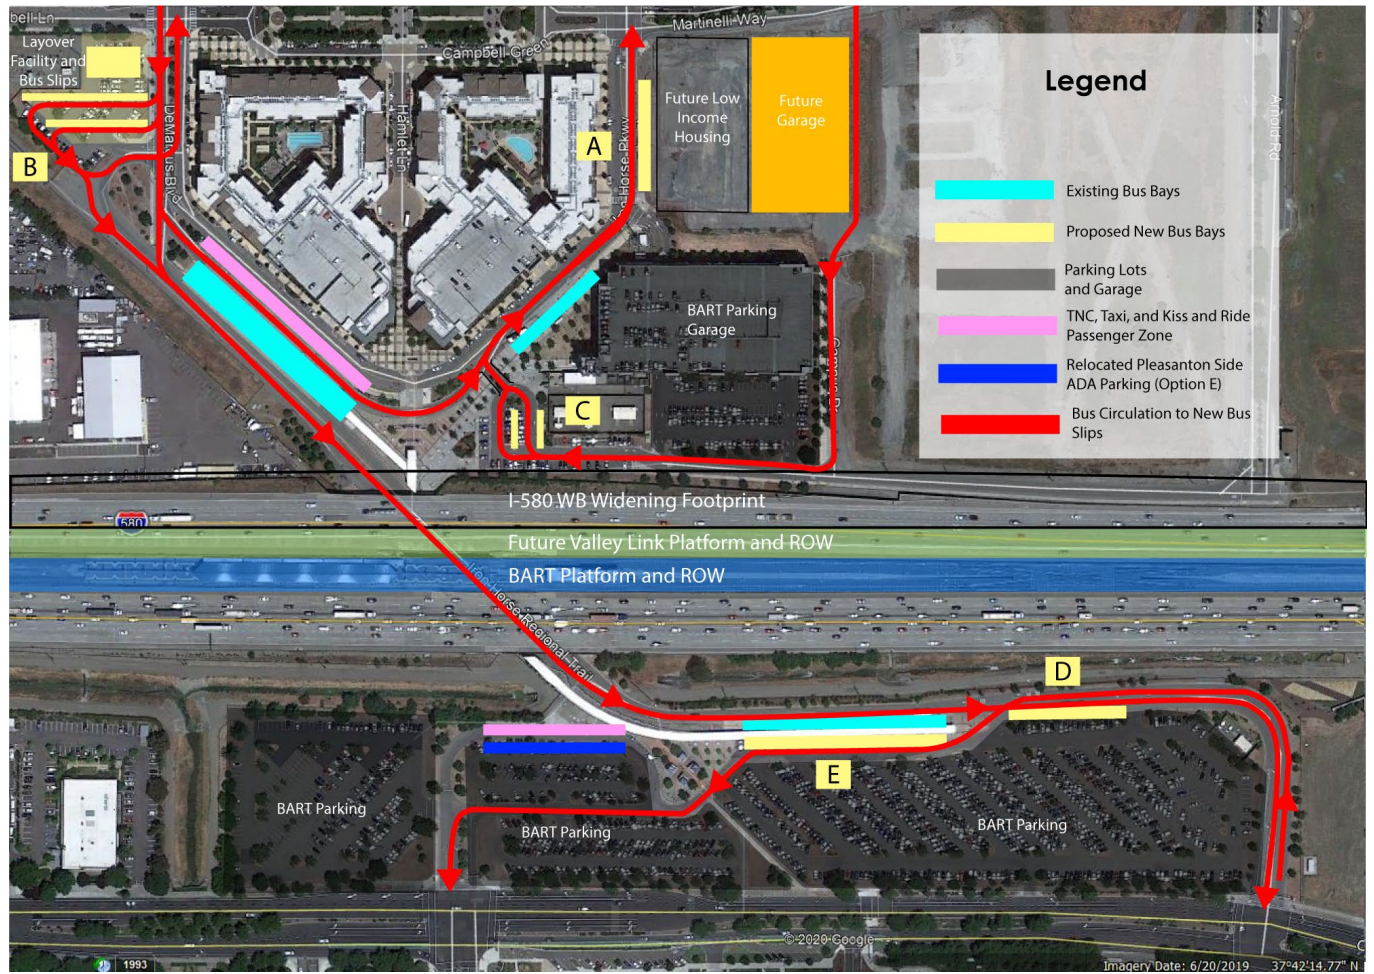 bell Ln
Martinelli Way
Layover
Facility and
Bus Slips
Campbell Green
DeMarcus Blvd
Hamlet Ln
Horse Pkwy
A
B
Future Low
Income
Housing
Future
Garage
Arnold Rd
Legend
Existing Bus Bays
Proposed New Bus Bays
Parking Lots
and Garage
TNC, Taxi, and Kiss and Ride
Passenger Zone
Relocated Pleasanton Side
ADA Parking (Option E)
Bus Circulation to New Bus
Slips
BART Parking
Garage
C
I-580 WB Widening Footprint
580
Future Valley Link Platform and ROW
BART Platform and ROW
Iron Horse Regional Trail
D
E
BART Parking
BART Parking
BART Parking
© 2020 Google
1993
Imagery Date: 6/20/2019 37°42'14.77" N